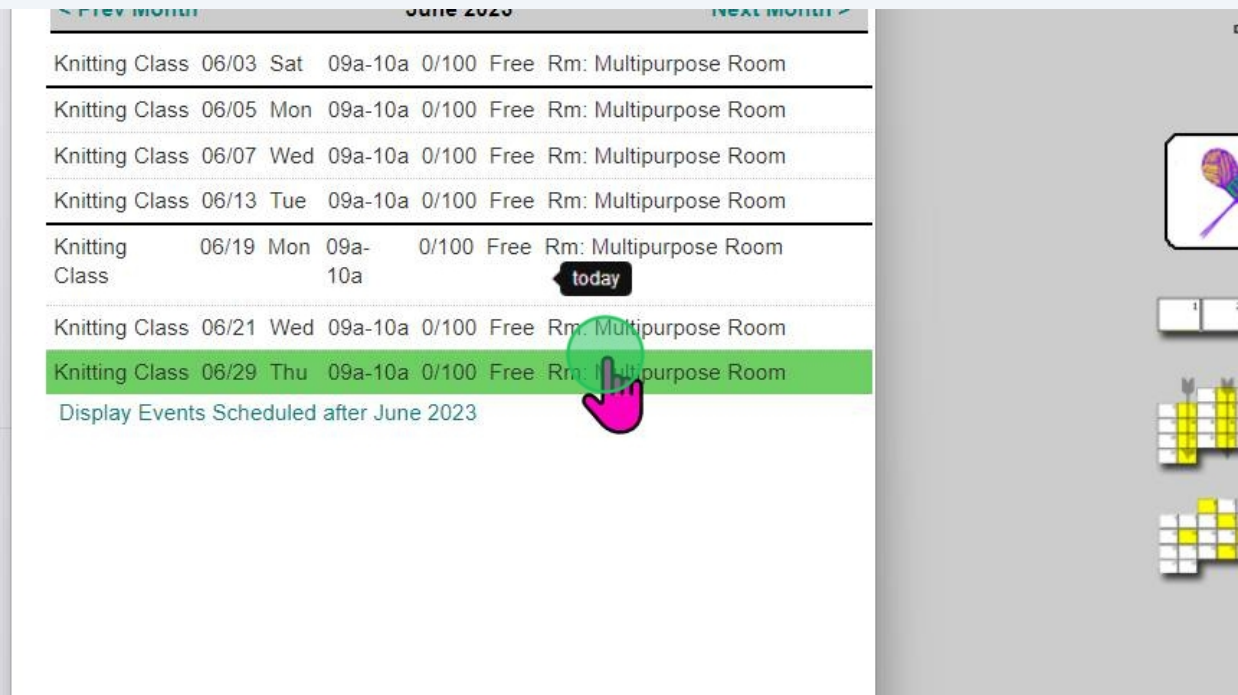 < Prev Month June 2023 Next Month >
Knitting Class 06/03 Sat 09a-10a 0/100 Free Rm: Multipurpose Room
Knitting Class 06/05 Mon 09a-10a 0/100 Free Rm: Multipurpose Room
Knitting Class 06/07 Wed 09a-10a 0/100 Free Rm: Multipurpose Room
Knitting Class 06/13 Tue 09a-10a 0/100 Free Rm: Multipurpose Room
Knitting 06/19 Mon 09a- 0/100 Free Rm: Multipurpose Room
Class 10a
today
Knitting Class 06/21 Wed 09a-10a 0/100 Free Rm: Multipurpose Room
Knitting Class 06/29 Thu 09a-10a 0/100 Free Rm: Multipurpose Room
Display Events Scheduled after June 2023
1